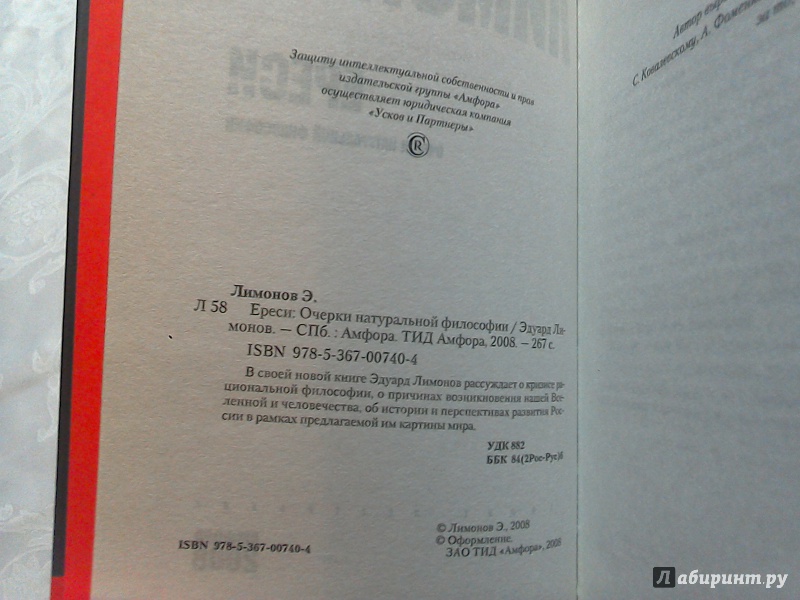 Защиту интеллектуальной собственности и прав
издательской группы «Амфора»
осуществляет юридическая компания
«Усков и Партнеры»
Лимонов Э.
Л 58 Ереси: Очерки натуральной философии / Эдуард Ли-
монов. — СПб. : Амфора. ТИД Амфора, 2008. — 267 с.
ISBN 978-5-367-00740-4
В своей новой книге Эдуард Лимонов рассуждает о кризисе ра-
циональной философии, о причинах возникновения нашей Все-
ленной и человечества, об истории и перспективах развития Рос-
сии в рамках предлагаемой им картины мира.
УДК 882
ББК 84(2Рос-Рус)6
ISBN 978-5-367-00740-4
© Лимонов Э., 2008
© Оформление.
ЗАО ТИД «Амфора», 2008
Автор
С. Ковалевскому, А.
за то,
Лабиринт.ру